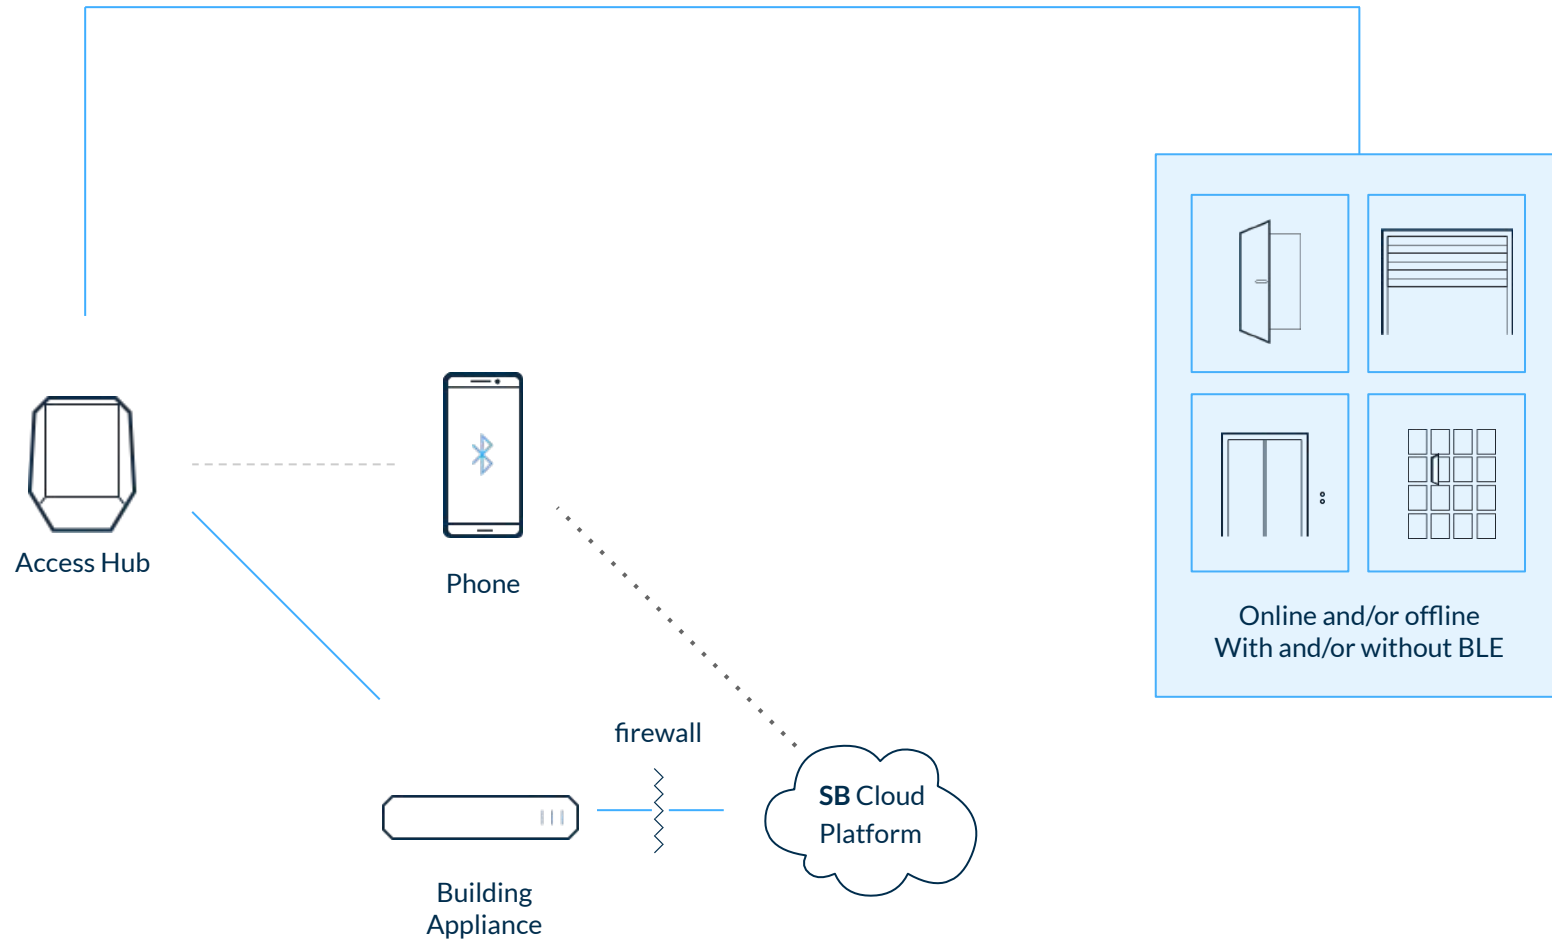 Access Hub
Phone
Online and/or offline
With and/or without BLE
firewall
SB Cloud
Platform
Building
Appliance